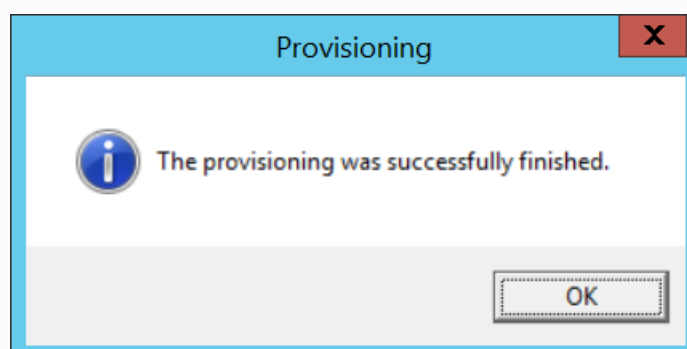 Provisioning
X
The provisioning was successfully finished.
OK